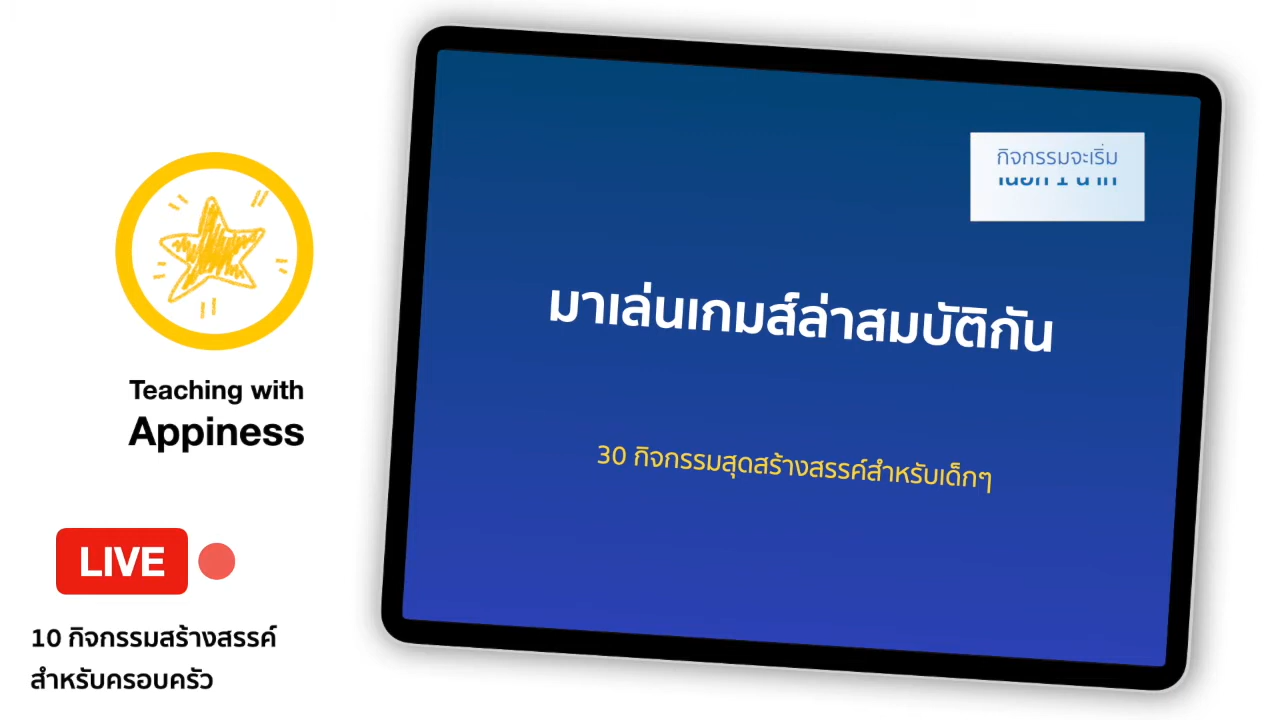 Teaching with
Appiness
LIVE
10 กิจกรรมสร้างสรรค์
สำหรับครอบครัว
กิจกรรมจะเริ่ม
มาเล่นเกมส์ล่าสมบัติกัน
30 กิจกรรมสุดสร้างสรรค์สำหรับเด็กๆ